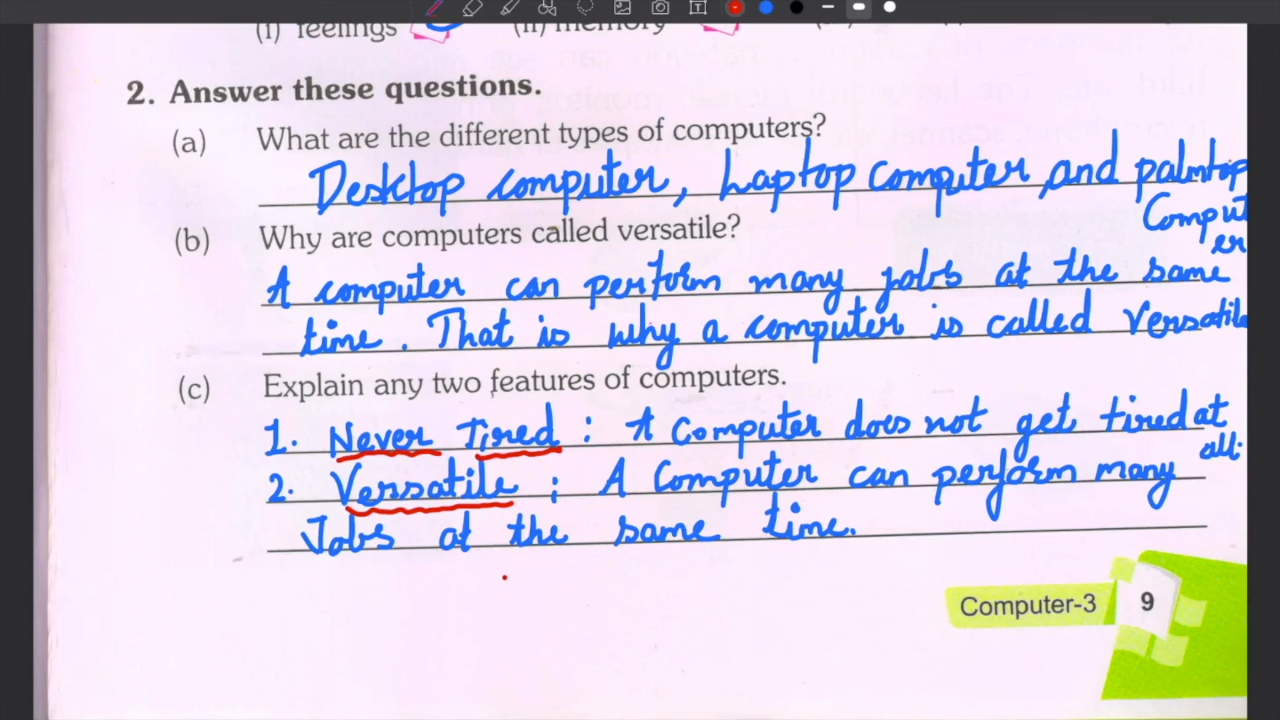 (i) feelings (ii) memory
2. Answer these questions.
(a) What are the different types of computers?
Desktop computer, Laptop computer, and palmtop
Comput
er
(b) Why are computers called versatile?
A computer can perform many jobs at the same
time. That is why a computer is called versatile
(c) Explain any two features of computers.
1. Never Tired : A Computer does not get tired at
all.
2. Versatile : A Computer can perform many
Jobs at the same time.
Computer-3 9